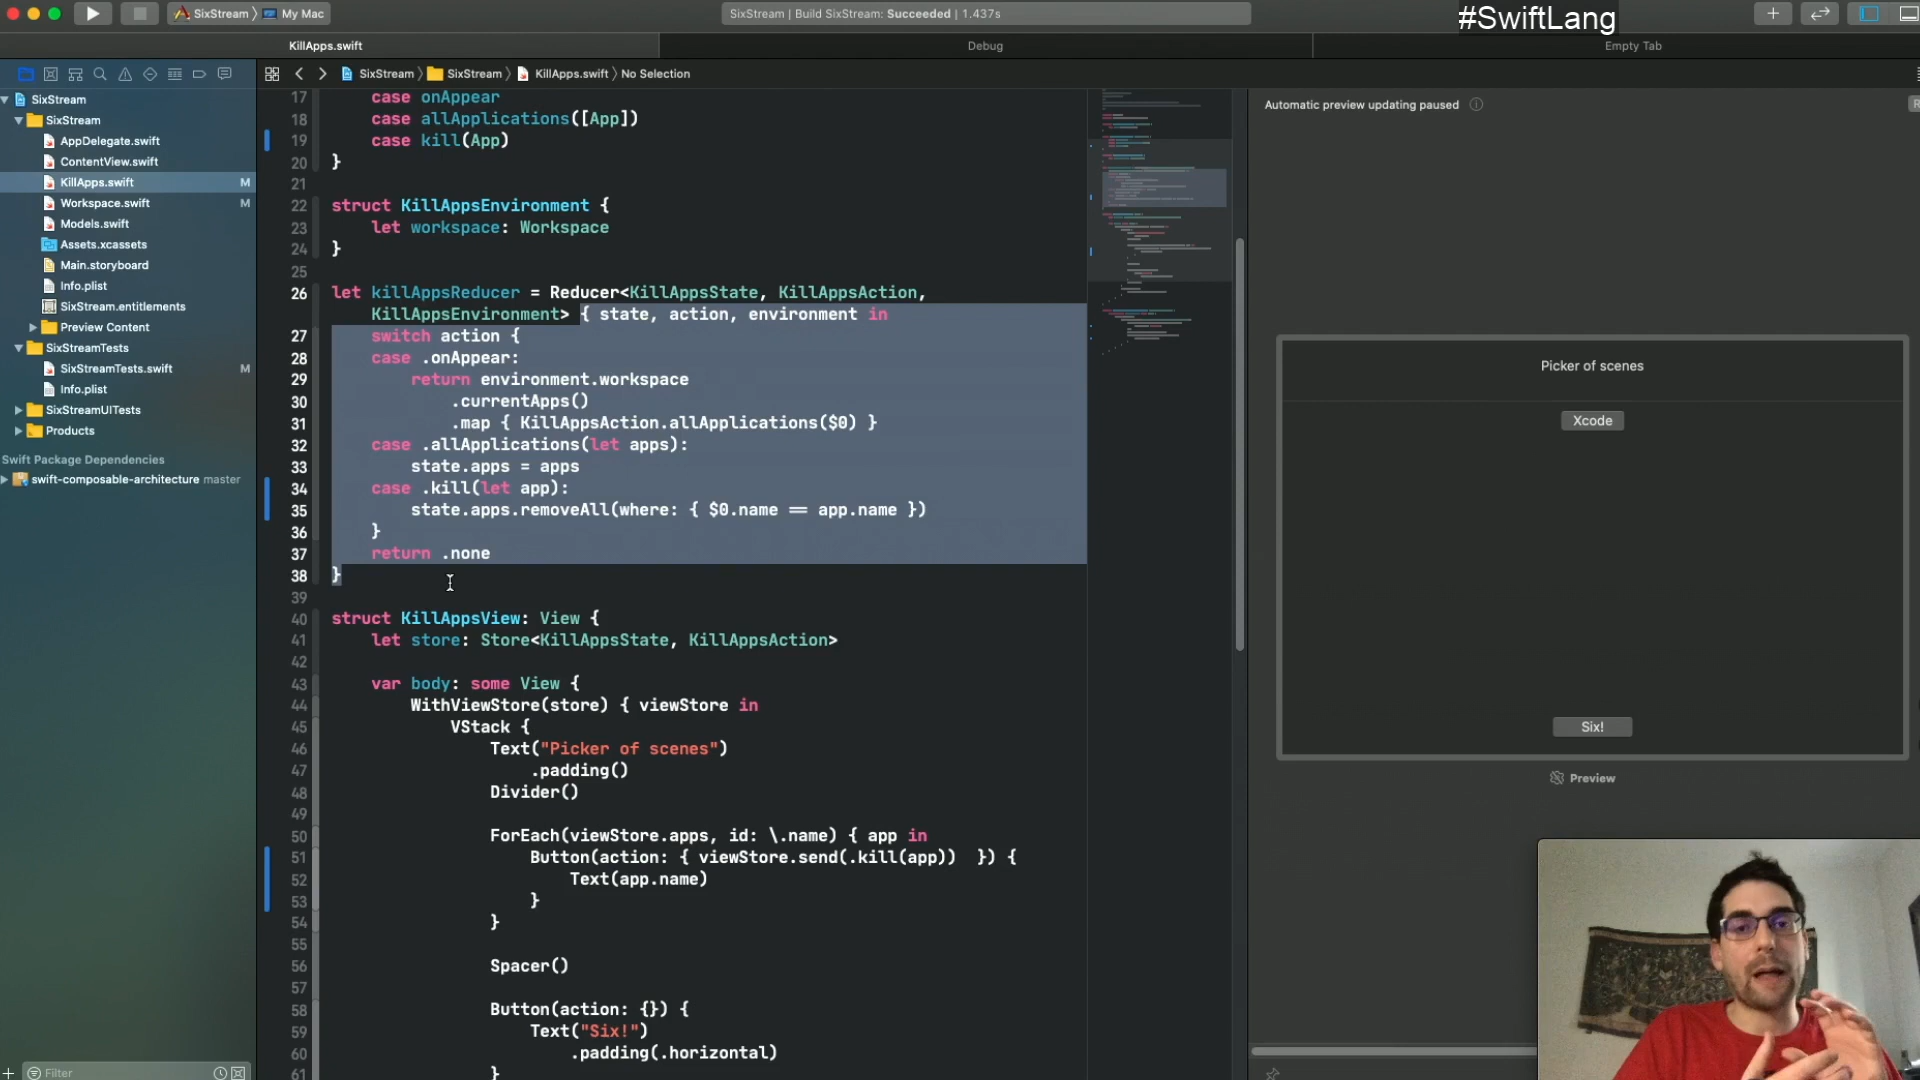 SixStream
My Mac
SixStream | Build SixStream: Succeeded | 1.437s
#SwiftLang
KillApps.swift
Debug
Empty Tab
SixStream
SixStream
KillApps.swift
No Selection
SixStream
SixStream
AppDelegate.swift
ContentView.swift
KillApps.swift M
Workspace.swift M
Models.swift
Assets.xcassets
Main.storyboard
Info.plist
SixStream.entitlements
Preview Content
SixStreamTests
SixStreamTests.swift M
Info.plist
SixStreamUITests
Products
Swift Package Dependencies
swift-composable-architecture master
Filter
17 case onAppear
18 case allApplications([App])
19 case kill(App)
20 }
21
22 struct KillAppsEnvironment {
23 let workspace: Workspace
24 }
25
26 let killAppsReducer = Reducer<KillAppsState, KillAppsAction,
KillAppsEnvironment> { state, action, environment in
27 switch action {
28 case .onAppear:
29 return environment.workspace
30 .currentApps()
31 .map { KillAppsAction.allApplications($0) }
32 case .allApplications(let apps):
33 state.apps = apps
34 case .kill(let app):
35 state.apps.removeAll(where: { $0.name == app.name })
36 }
37 return .none
38 }
39
40 struct KillAppsView: View {
41 let store: Store<KillAppsState, KillAppsAction>
42
43 var body: some View {
44 WithViewStore(store) { viewStore in
45 VStack {
46 Text("Picker of scenes")
47 .padding()
48 Divider()
49
50 ForEach(viewStore.apps, id: \.name) { app in
51 Button(action: { viewStore.send(.kill(app))  }) {
52 Text(app.name)
53 }
54 }
55
56 Spacer()
57
58 Button(action: {}) {
59 Text("Six!")
60 .padding(.horizontal)
61 }
Automatic preview updating paused
Picker of scenes
Xcode
Six!
Preview